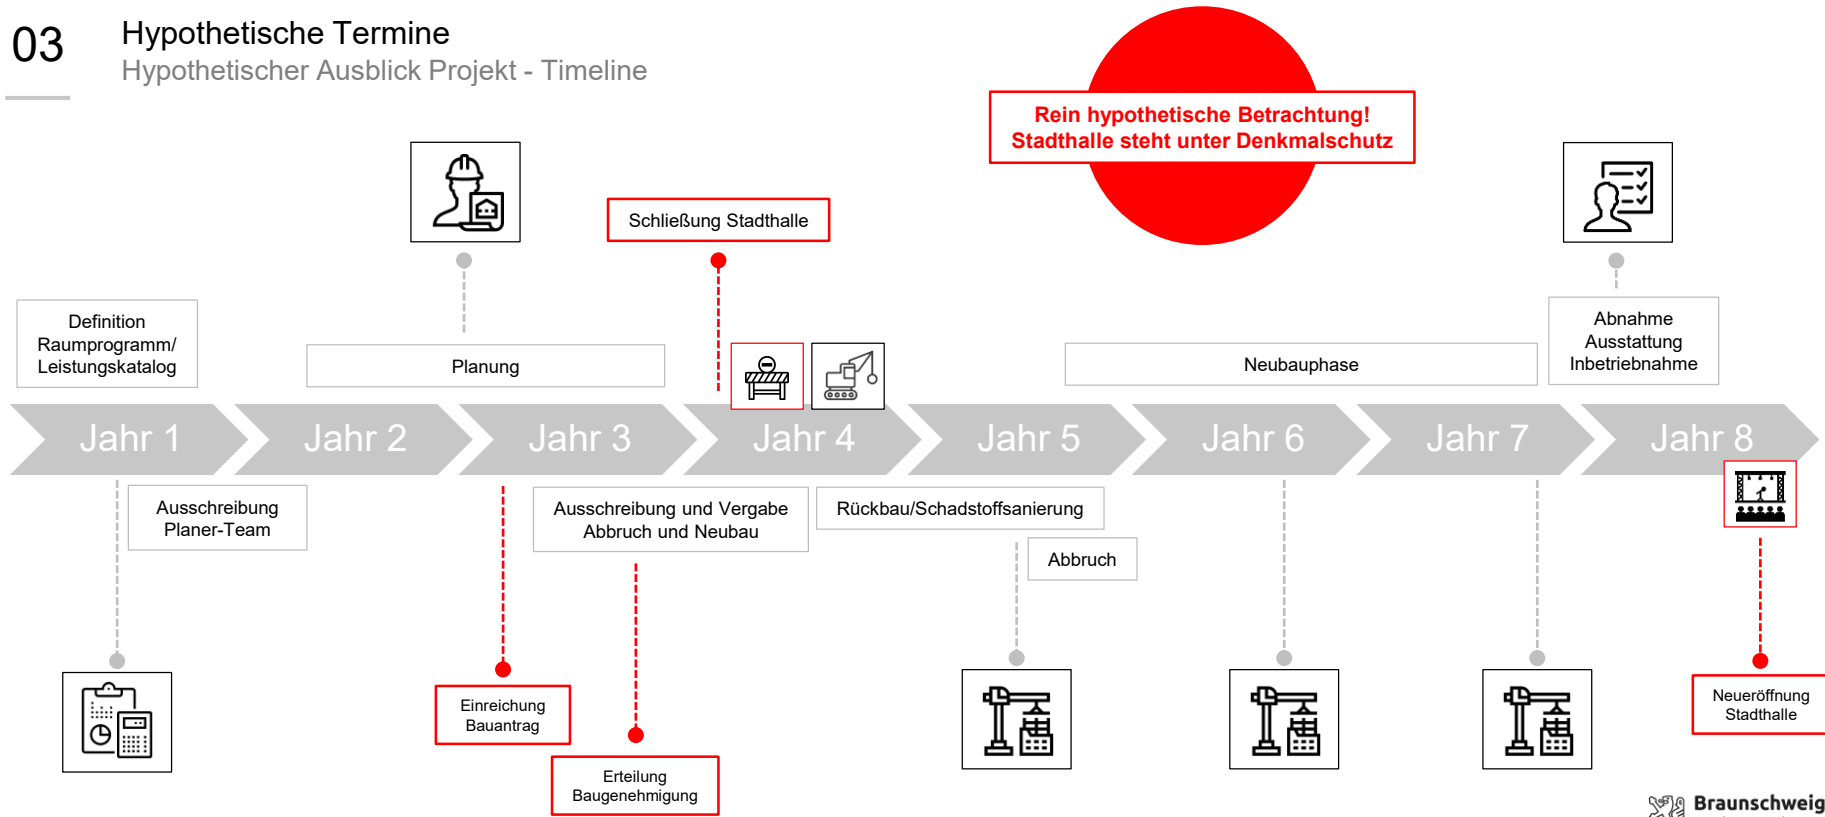 03
Hypothetische Termine
Hypothetischer Ausblick Projekt - Timeline
Rein hypothetische Betrachtung!
Stadthalle steht unter Denkmalschutz
Schließung Stadthalle
Definition
Raumprogramm/
Leistungskatalog
Planung
Neubauphase
Abnahme
Ausstattung
Inbetriebnahme
Jahr 1
Jahr 2
Jahr 3
Jahr 4
Jahr 5
Jahr 6
Jahr 7
Jahr 8
Ausschreibung
Planer-Team
Ausschreibung und Vergabe
Abbruch und Neubau
Rückbau/Schadstoffsanierung
Abbruch
Einreichung
Bauantrag
Erteilung
Baugenehmigung
Neueröffnung
Stadthalle
Braunschweig